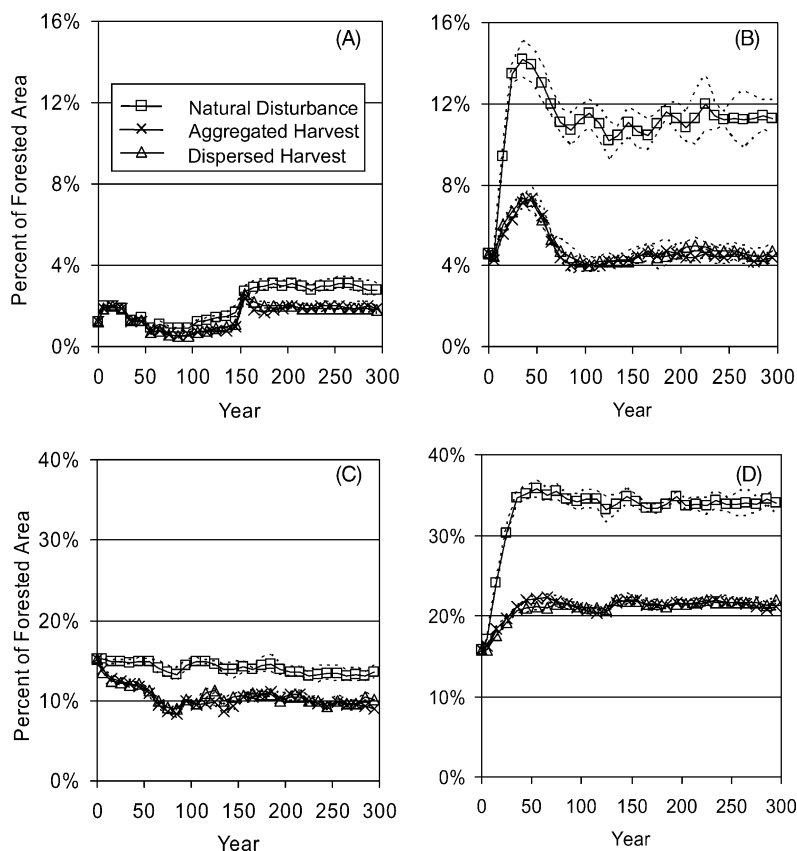 16%
12%
8%
4%
0%
Percent of Forested Area
(A)
Natural Disturbance
Aggregated Harvest
Dispersed Harvest
0 50 100 150 200 250 300
Year
16%
12%
8%
4%
0%
(B)
0 50 100 150 200 250 300
Year
40%
30%
20%
10%
0%
Percent of Forested Area
(C)
0 50 100 150 200 250 300
Year
40%
30%
20%
10%
0%
(D)
0 50 100 150 200 250 300
Year